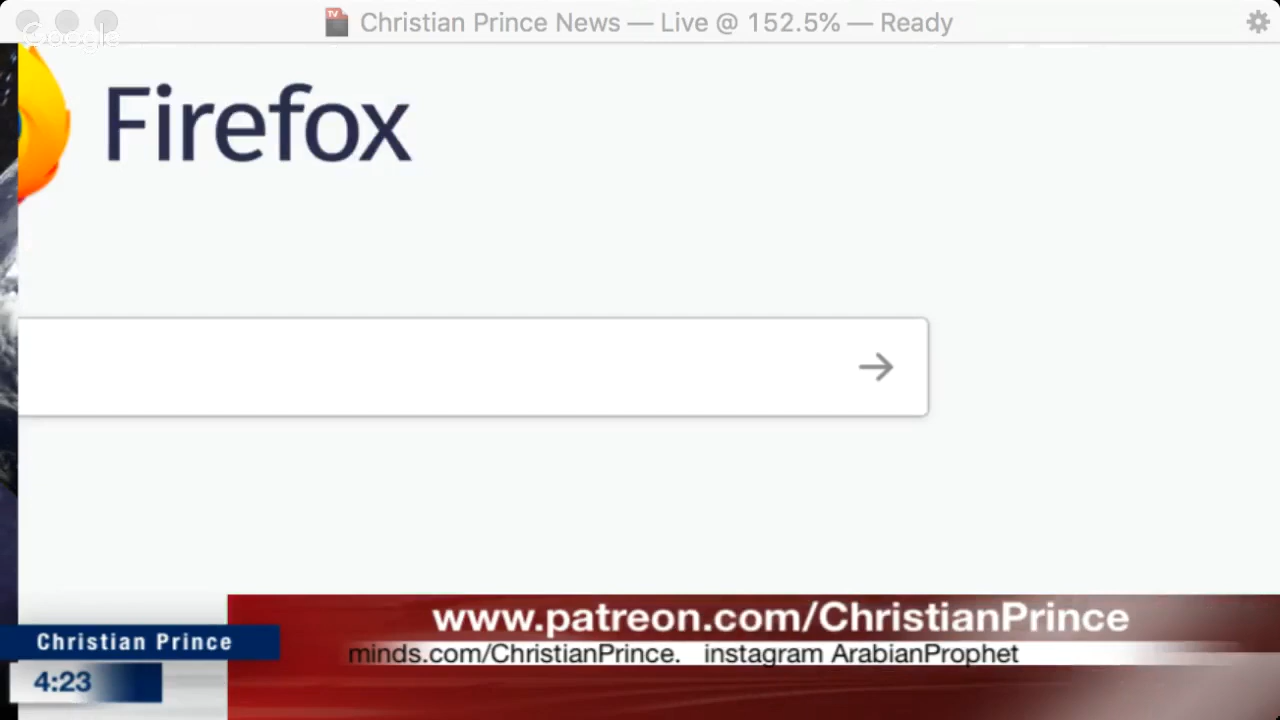 Christian Prince News — Live @ 152.5% — Ready
Google
Firefox
www.patreon.com/ChristianPrince
minds.com/ChristianPrince. instagram ArabianProphet
Christian Prince
4:23